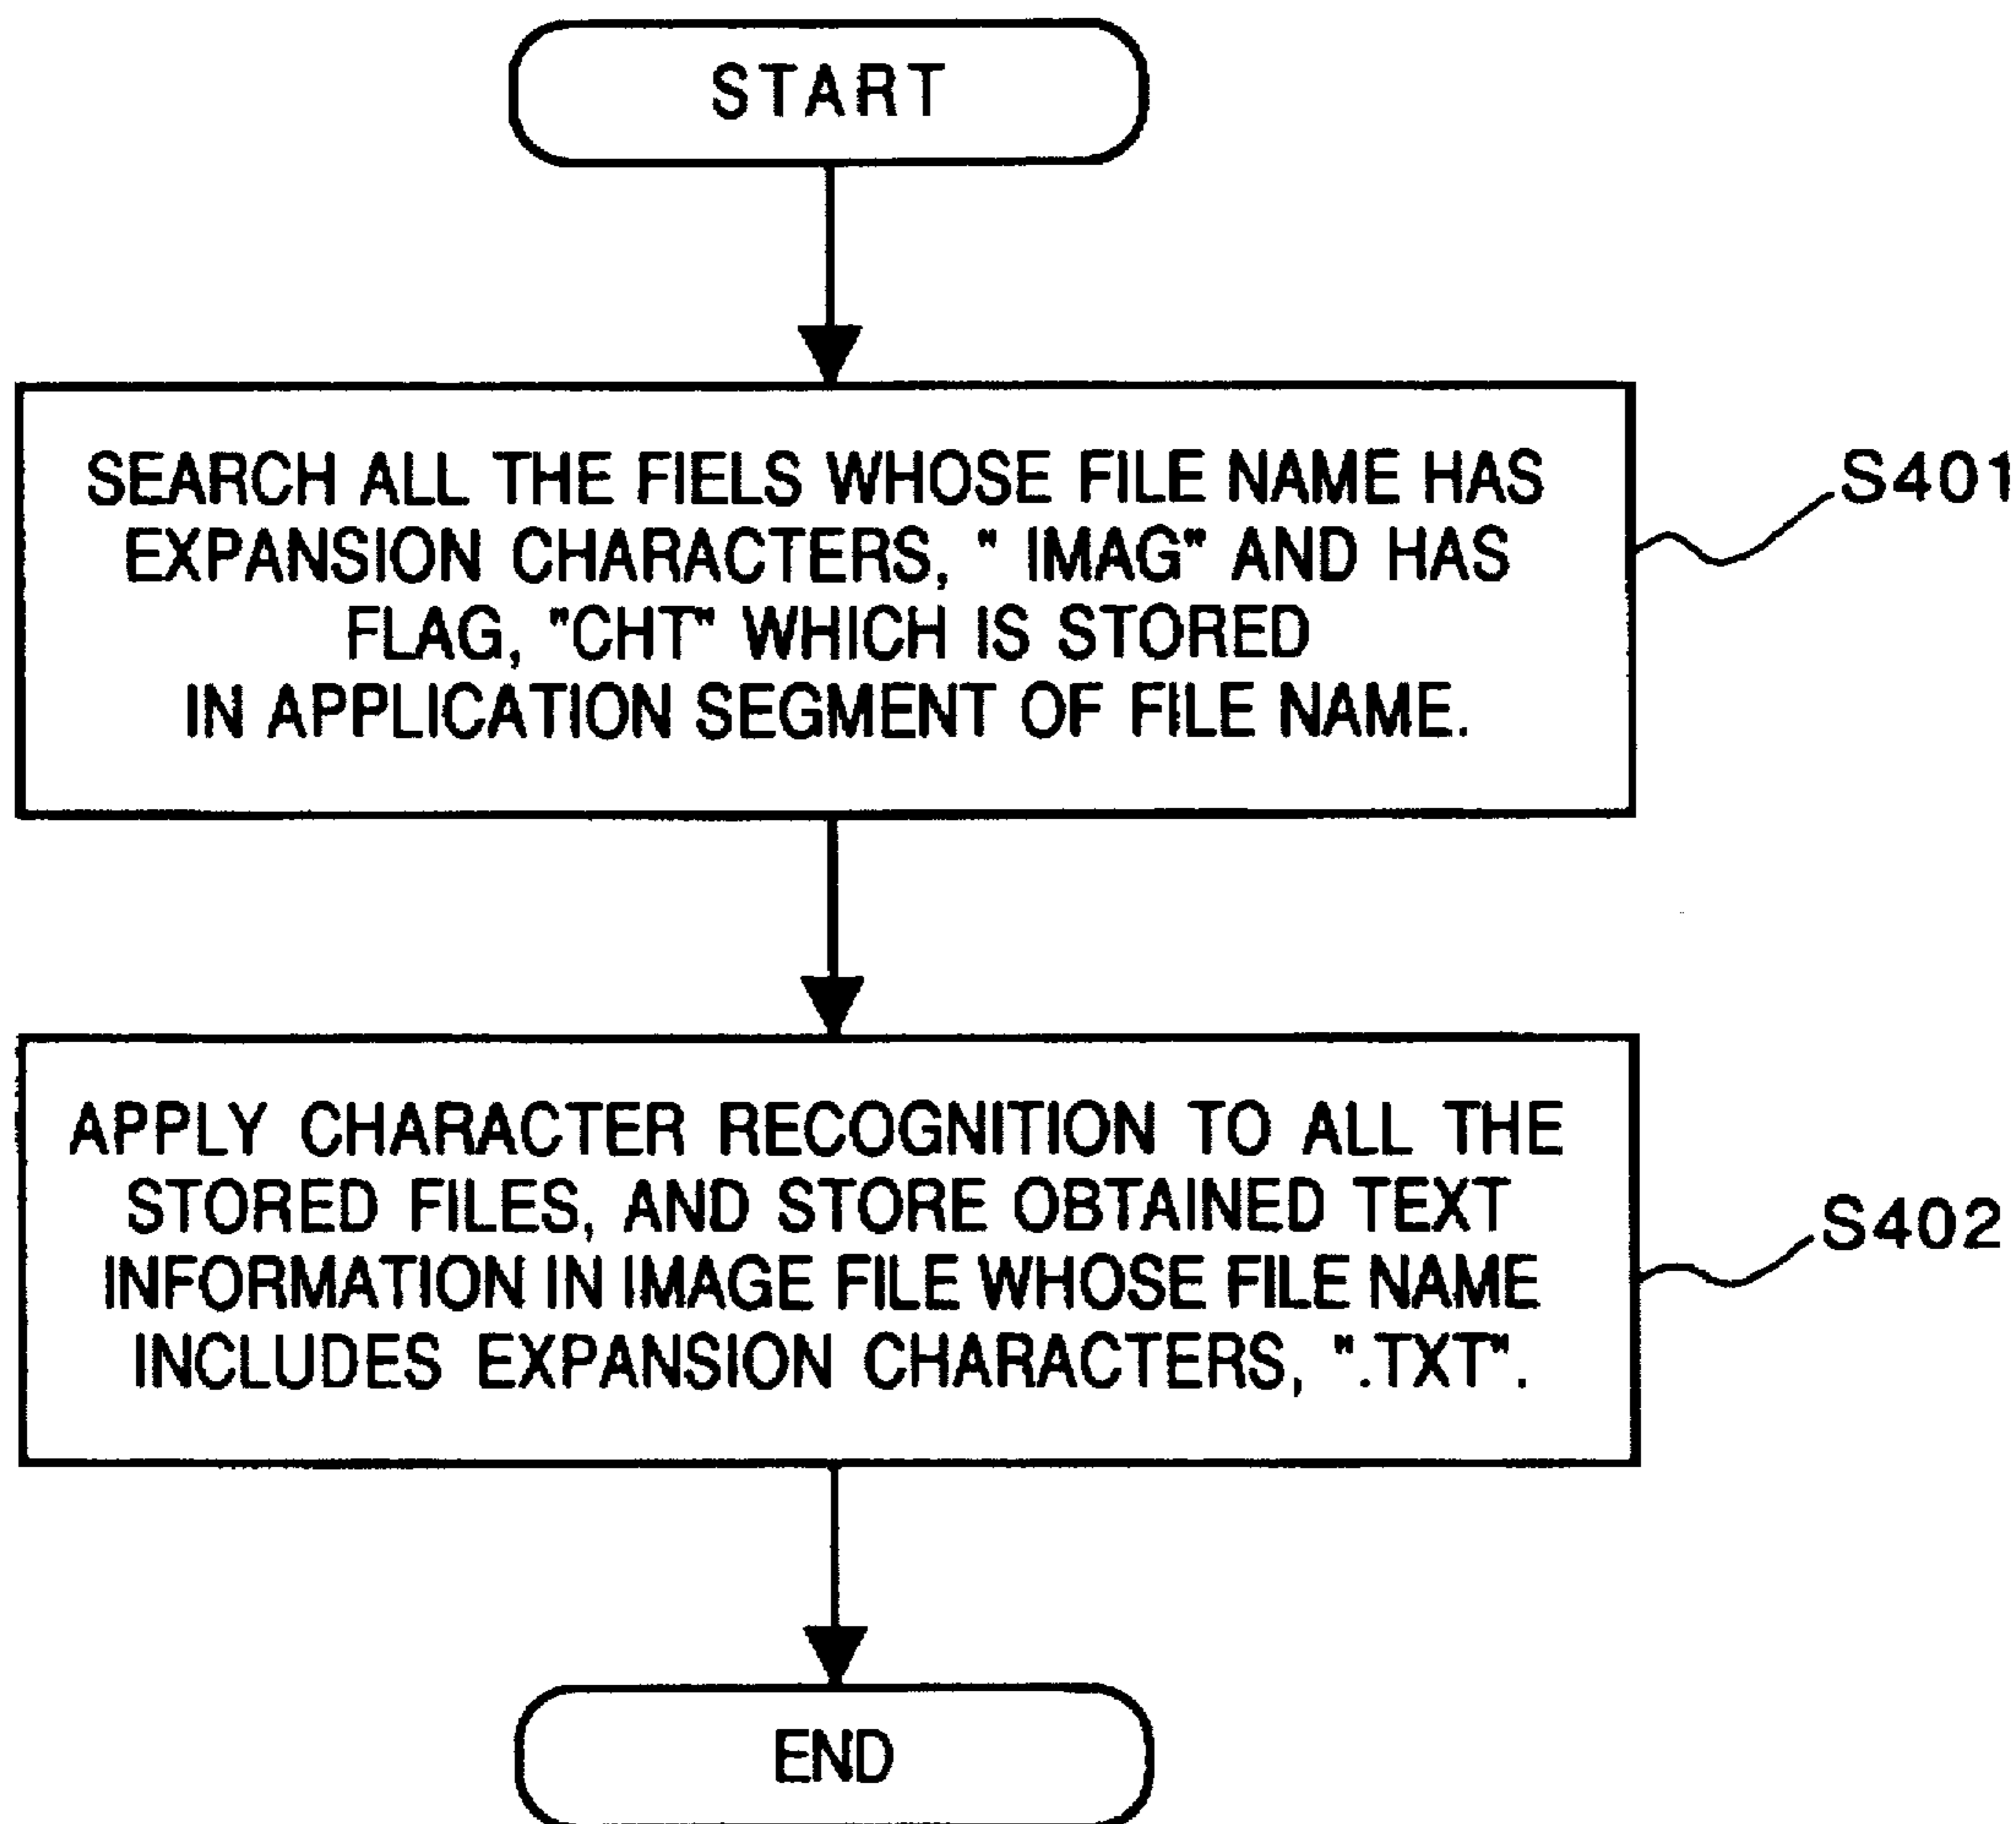 START
SEARCH ALL THE FIELS WHOSE FILE NAME HAS
EXPANSION CHARACTERS, " IMAG" AND HAS
FLAG, "CHT" WHICH IS STORED
IN APPLICATION SEGMENT OF FILE NAME.
S401
APPLY CHARACTER RECOGNITION TO ALL THE
STORED FILES, AND STORE OBTAINED TEXT
INFORMATION IN IMAGE FILE WHOSE FILE NAME
INCLUDES EXPANSION CHARACTERS, ".TXT".
S402
END